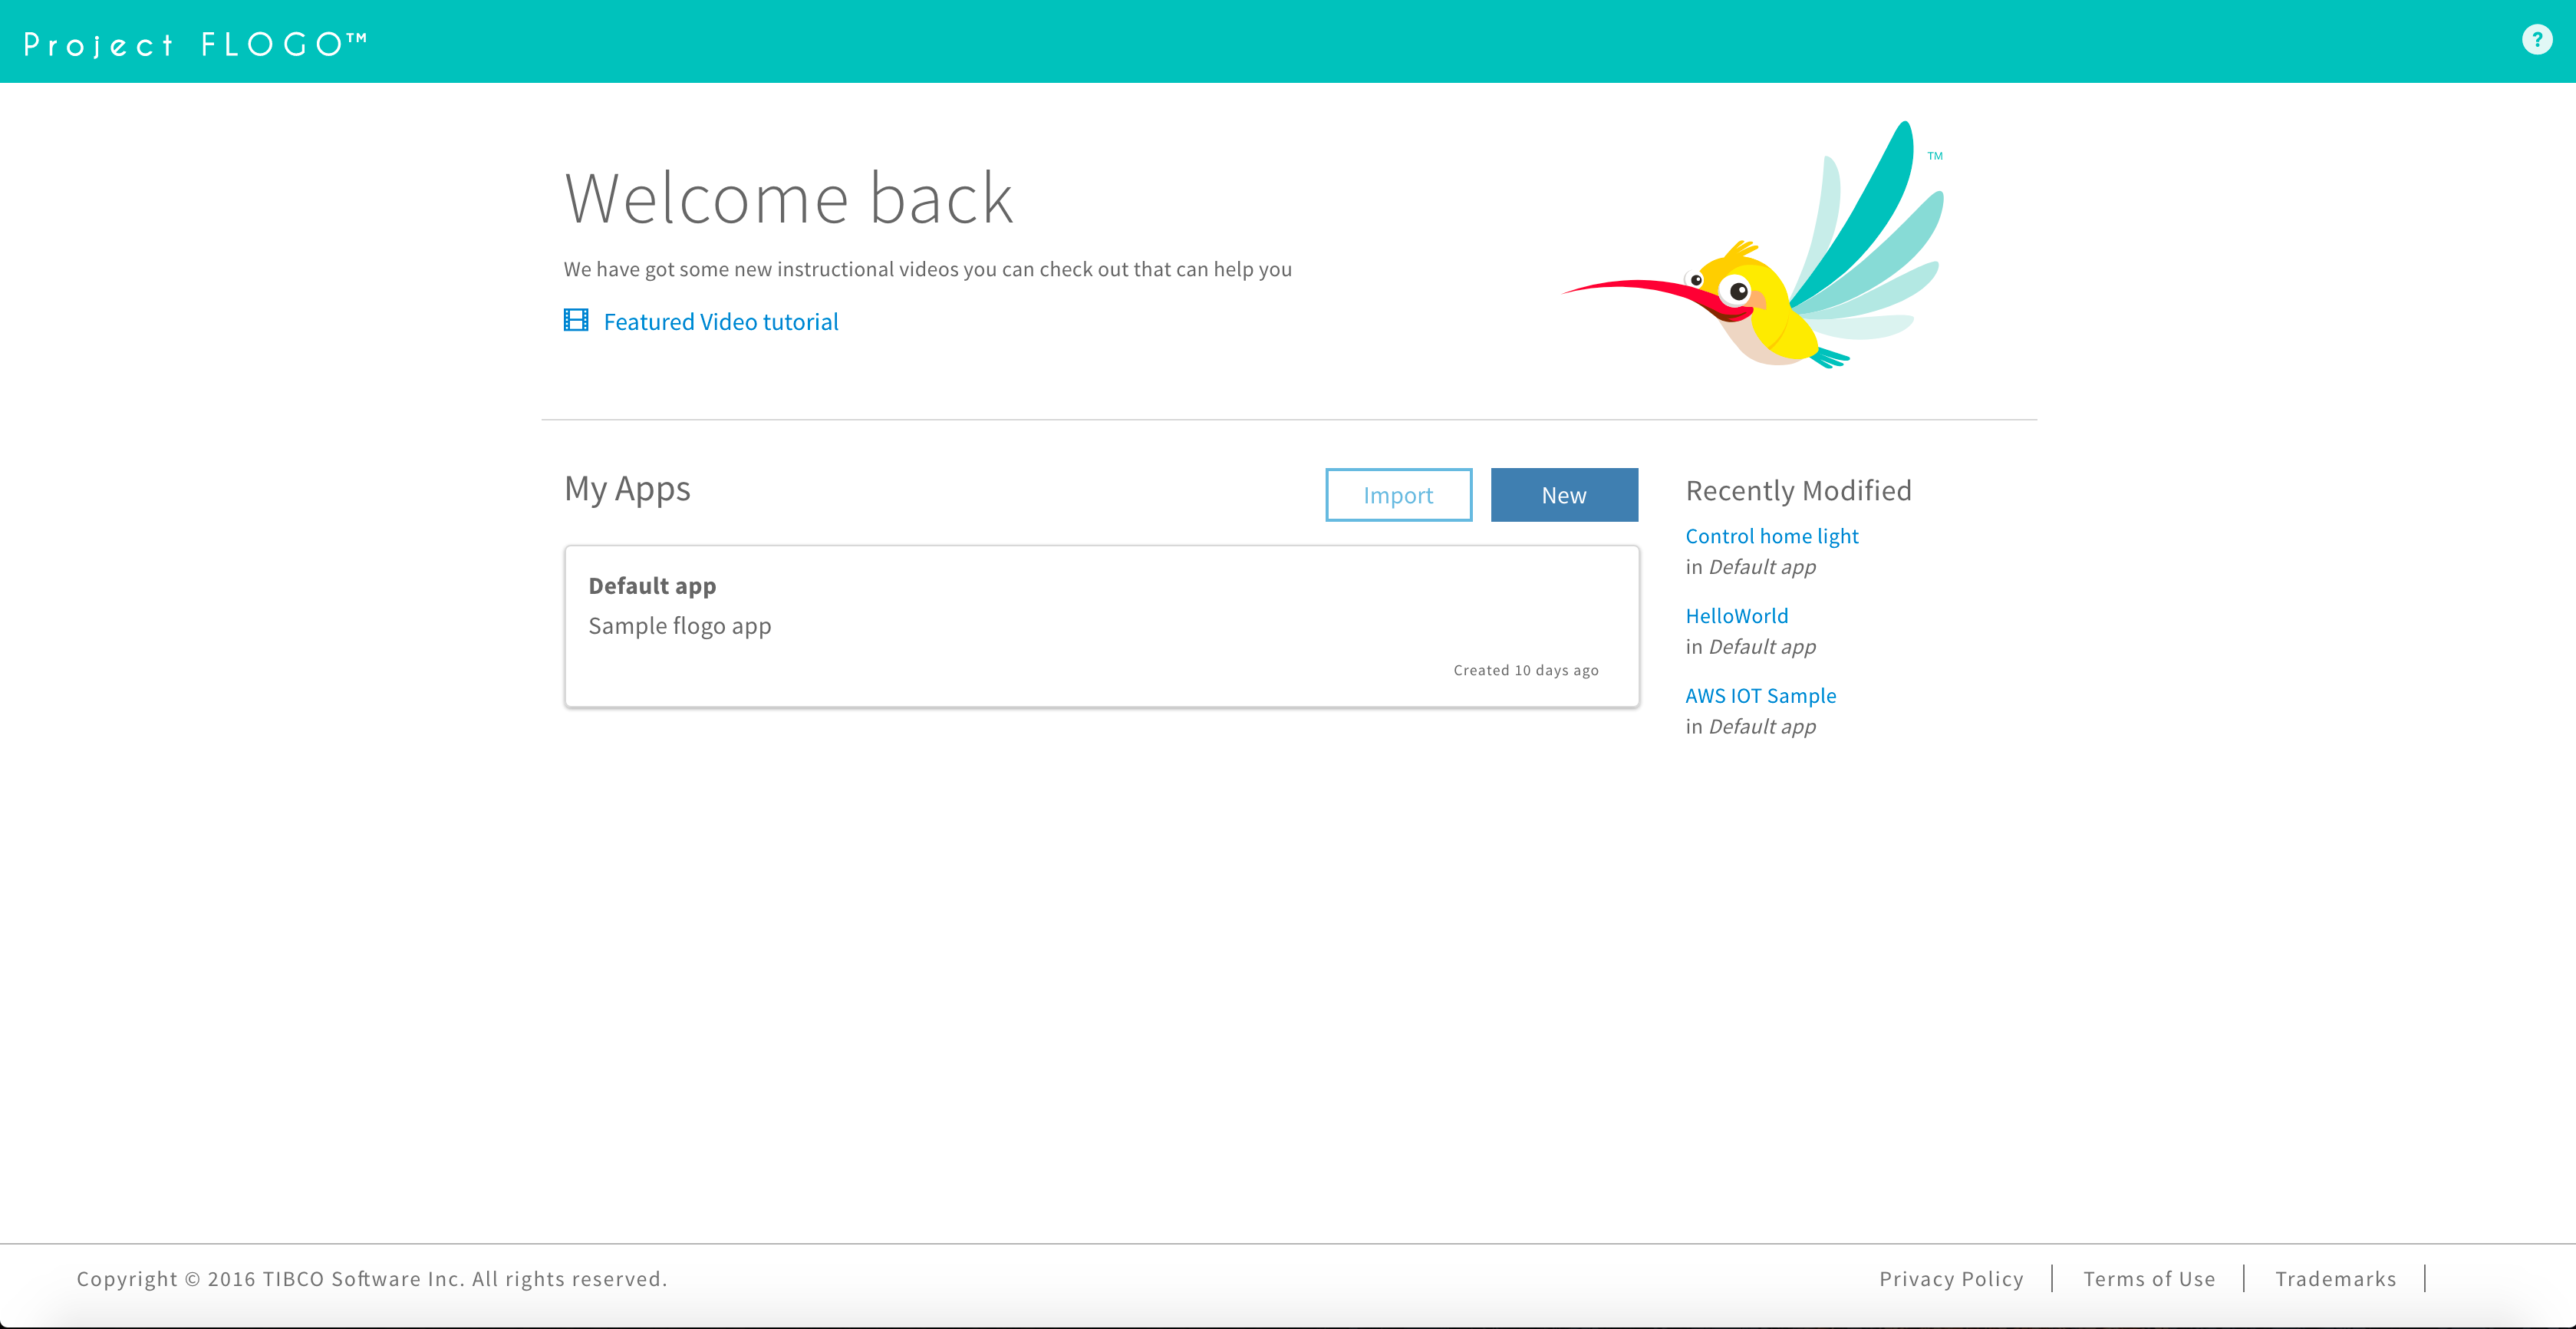 Project FLOGO™
?
Welcome back
TM
We have got some new instructional videos you can check out that can help you
Featured Video tutorial
My Apps
Import
New
Default app
Sample flogo app
Created 10 days ago
Recently Modified
Control home light
in Default app
HelloWorld
in Default app
AWS IOT Sample
in Default app
Copyright © 2016 TIBCO Software Inc. All rights reserved.
Privacy Policy | Terms of Use | Trademarks |